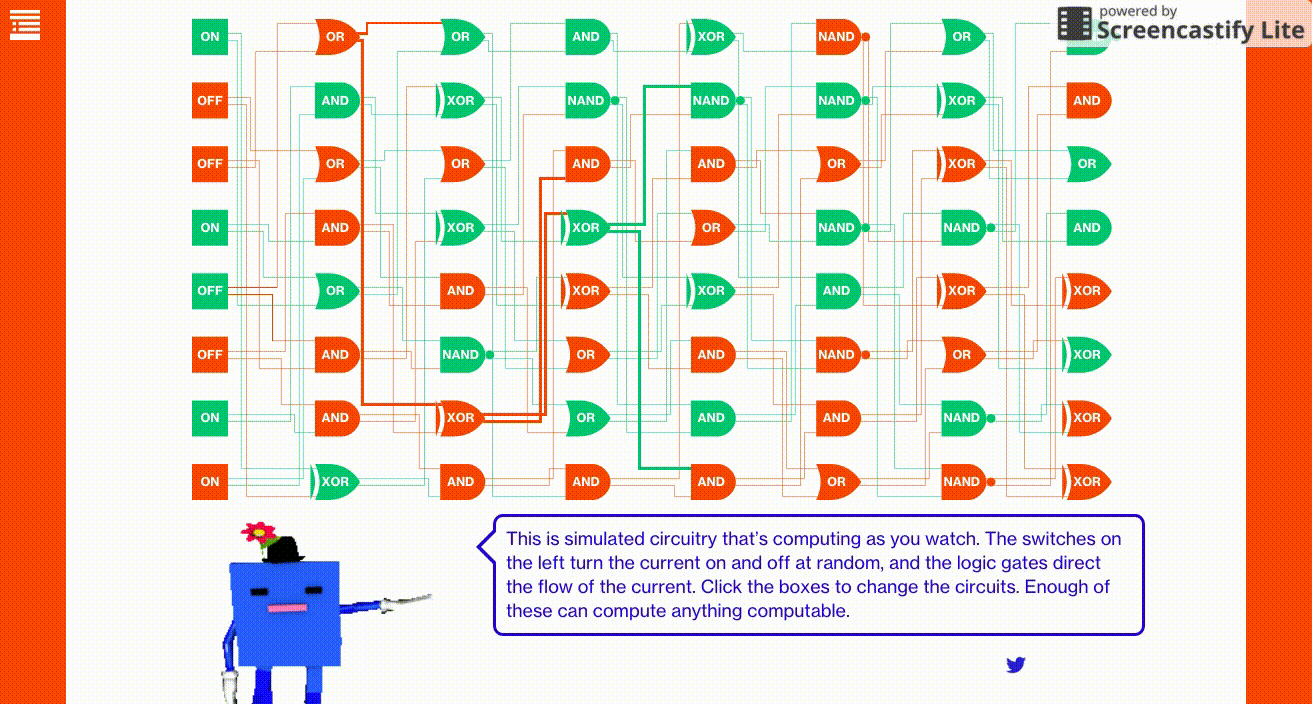 powered by
Screencastify Lite
ON OR OR AND XOR NAND OR
OFF AND XOR NAND NAND NAND XOR AND
OFF OR OR AND AND OR XOR OR
ON AND XOR XOR OR NAND NAND AND
OFF OR AND XOR XOR AND XOR XOR
OFF AND NAND OR AND NAND OR XOR
ON AND XOR OR AND AND NAND XOR
ON XOR AND AND AND OR NAND XOR
This is simulated circuitry that's computing as you watch. The switches on
the left turn the current on and off at random, and the logic gates direct
the flow of the current. Click the boxes to change the circuits. Enough of
these can compute anything computable.